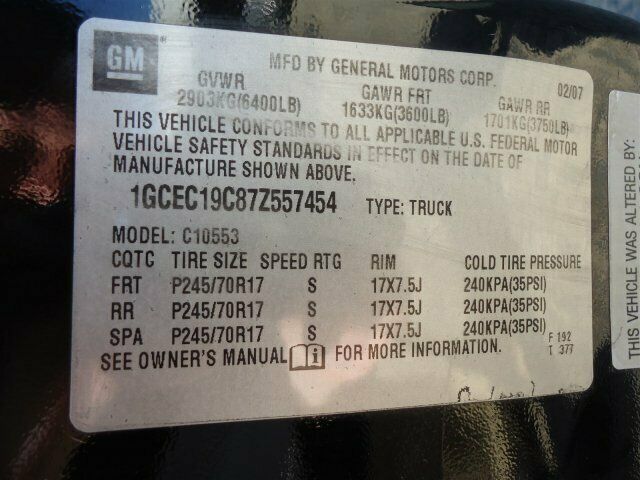 GM
MFD BY GENERAL MOTORS CORP. 02/07
GVWR GAWR FRT GAWR RR
2903KG(6400LB) 1633KG(3600LB) 1701KG(3750LB)
THIS VEHICLE CONFORMS TO ALL APPLICABLE U.S. FEDERAL MOTOR
VEHICLE SAFETY STANDARDS IN EFFECT ON THE DATE OF
MANUFACTURE SHOWN ABOVE.
1GCEC19C87Z557454 TYPE: TRUCK
MODEL: C10553
CQTC TIRE SIZE SPEED RTG RIM COLD TIRE PRESSURE
FRT P245/70R17 S 17X7.5J 240KPA(35PSI)
RR P245/70R17 S 17X7.5J 240KPA(35PSI)
SPA P245/70R17 S 17X7.5J 240KPA(35PSI)
F 192
T 377
SEE OWNER'S MANUAL i FOR MORE INFORMATION.
THIS VEHICLE WAS ALTERED BY: